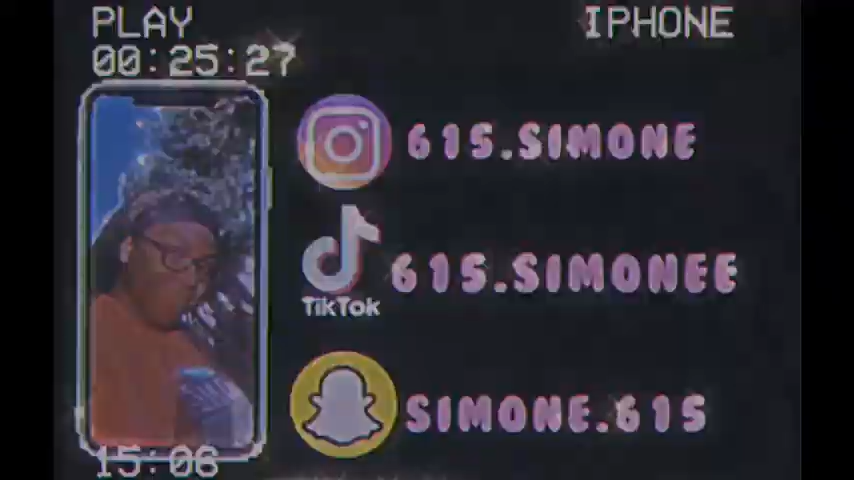 PLAY
00:25:27
IPHONE
615.SIMONE
TikTok
615.SIMONEE
SIMONE.615
15:06